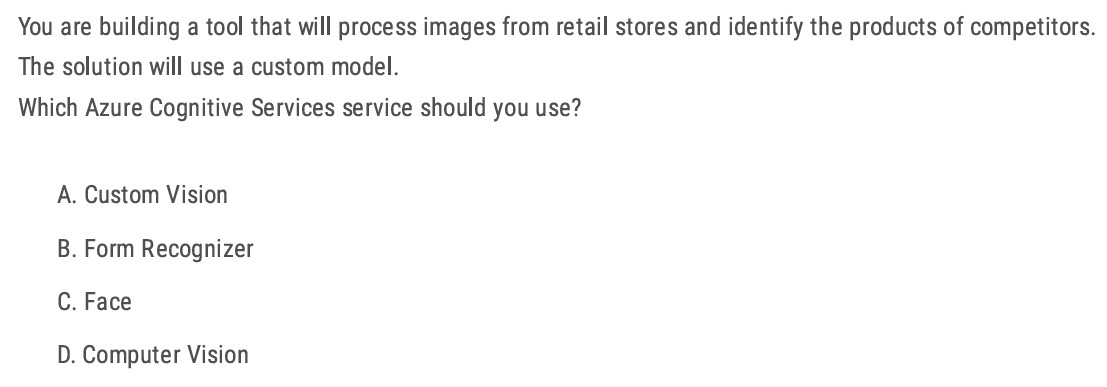 You are building a tool that will process images from retail stores and identify the products of competitors.
The solution will use a custom model.
Which Azure Cognitive Services service should you use?
A. Custom Vision
B. Form Recognizer
C. Face
D. Computer Vision